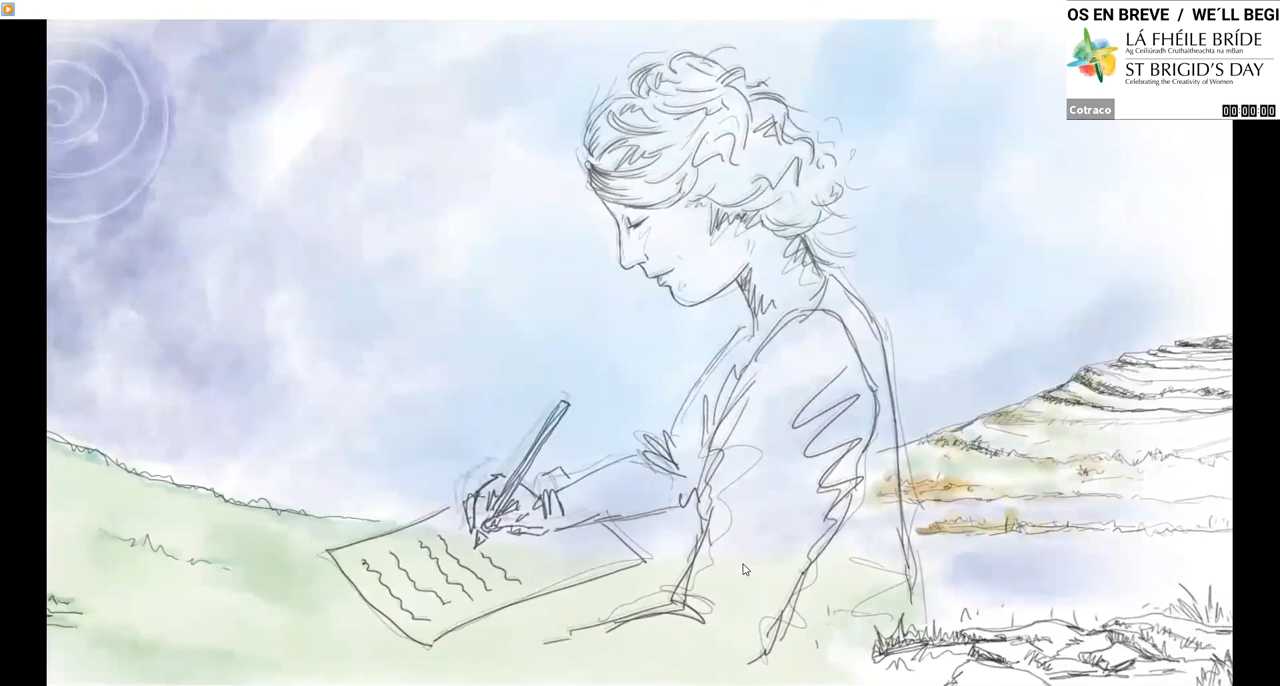 OS EN BREVE / WE´LL BEGI
LÁ FHÉILE BRÍDE
Ag Ceiliúradh Cruthaitheachta na mBan
ST BRIGID'S DAY
Celebrating the Creativity of Women
Cotraco
00:00:00